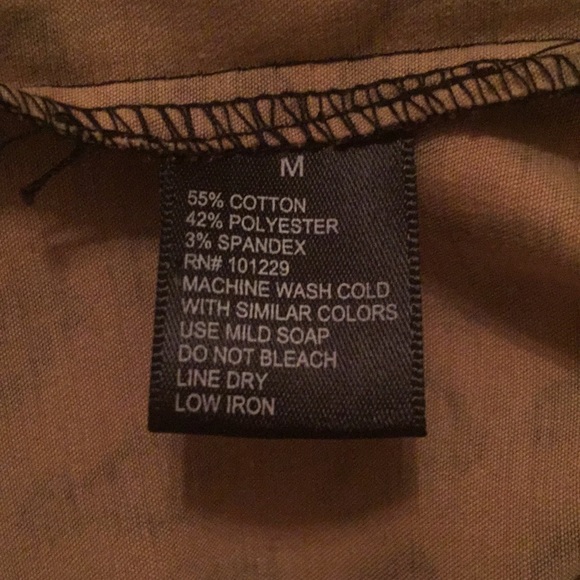 M
55% COTTON
42% POLYESTER
3% SPANDEX
RN# 101229
MACHINE WASH COLD
WITH SIMILAR COLORS
USE MILD SOAP
DO NOT BLEACH
LINE DRY
LOW IRON